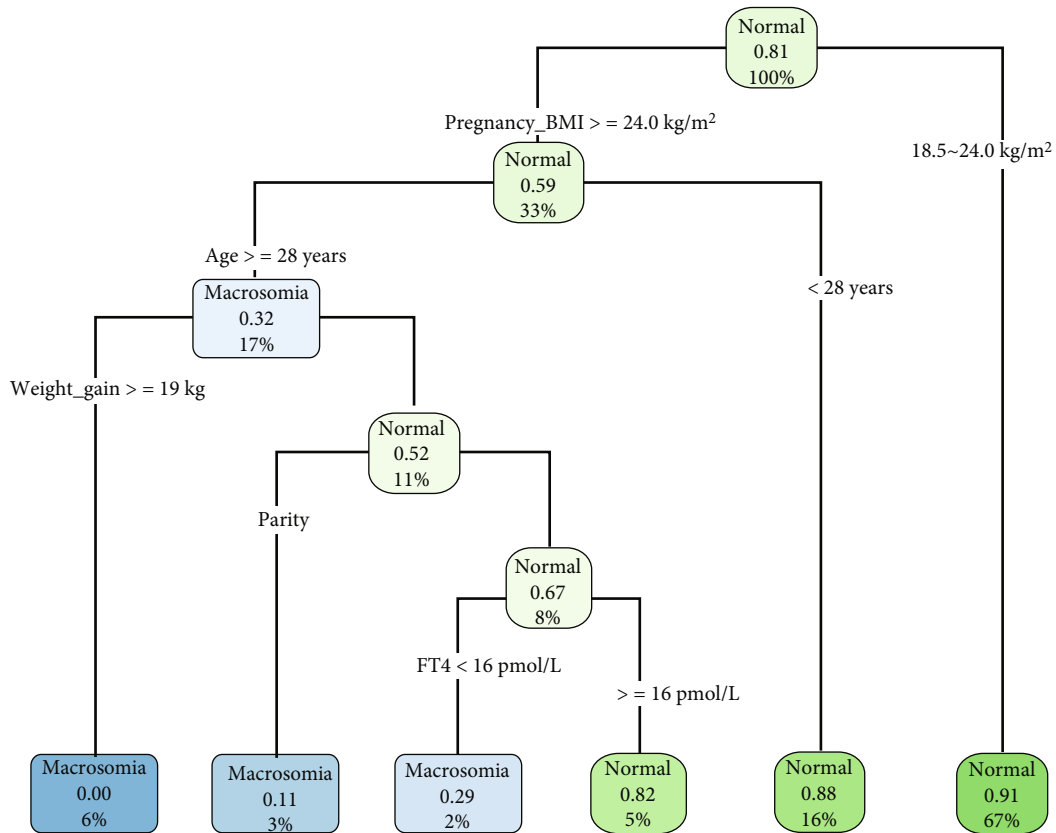 Normal
0.81
100%
Pregnancy_BMI > = 24.0 kg/m²
18.5~24.0 kg/m²
Normal
0.59
33%
Age > = 28 years
< 28 years
Macrosomia
0.32
17%
Weight_gain > = 19 kg
Normal
0.52
11%
Parity
Normal
0.67
8%
FT4 < 16 pmol/L
> = 16 pmol/L
Macrosomia
0.00
6%
Macrosomia
0.11
3%
Macrosomia
0.29
2%
Normal
0.82
5%
Normal
0.88
16%
Normal
0.91
67%